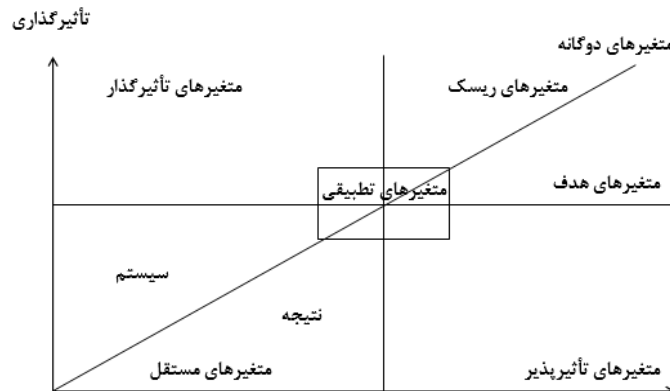 تأثیرگذاری
متغیرهای دوگانه
متغیرهای ریسک
متغیرهای تأثیرگذار
متغیرهای تطبیقی
متغیرهای هدف
سیستم
نتیجه
متغیرهای تأثیرپذیر
متغیرهای مستقل